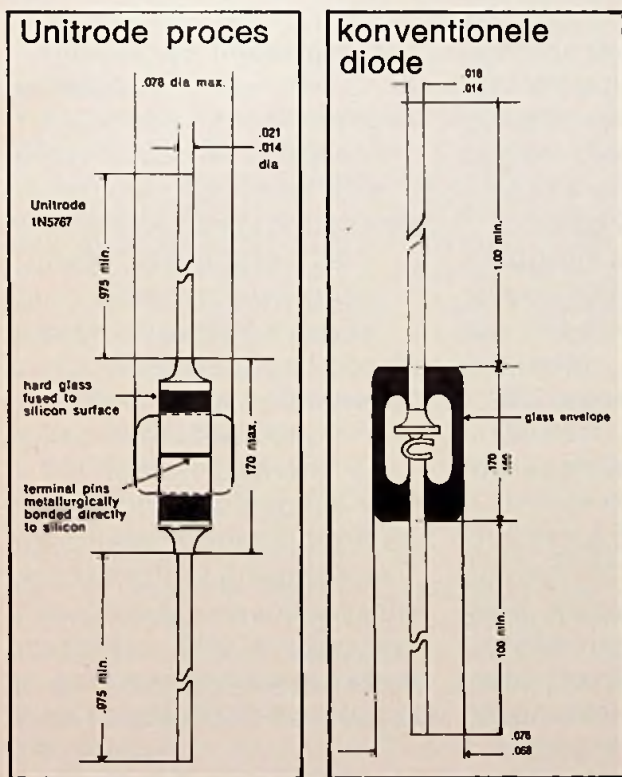 Unitrode proces
.078 dia max.
.021
.014
dia
Unitrode
1N5767
.975 min.
hard glass
fused to
silicon surface
170 max.
terminal pins
metallurgically
bonded directly
to silicon
.975 min.
konventionele
diode
.018
.014
1.00 min.
glass envelope
170
100 min.
.076
.068